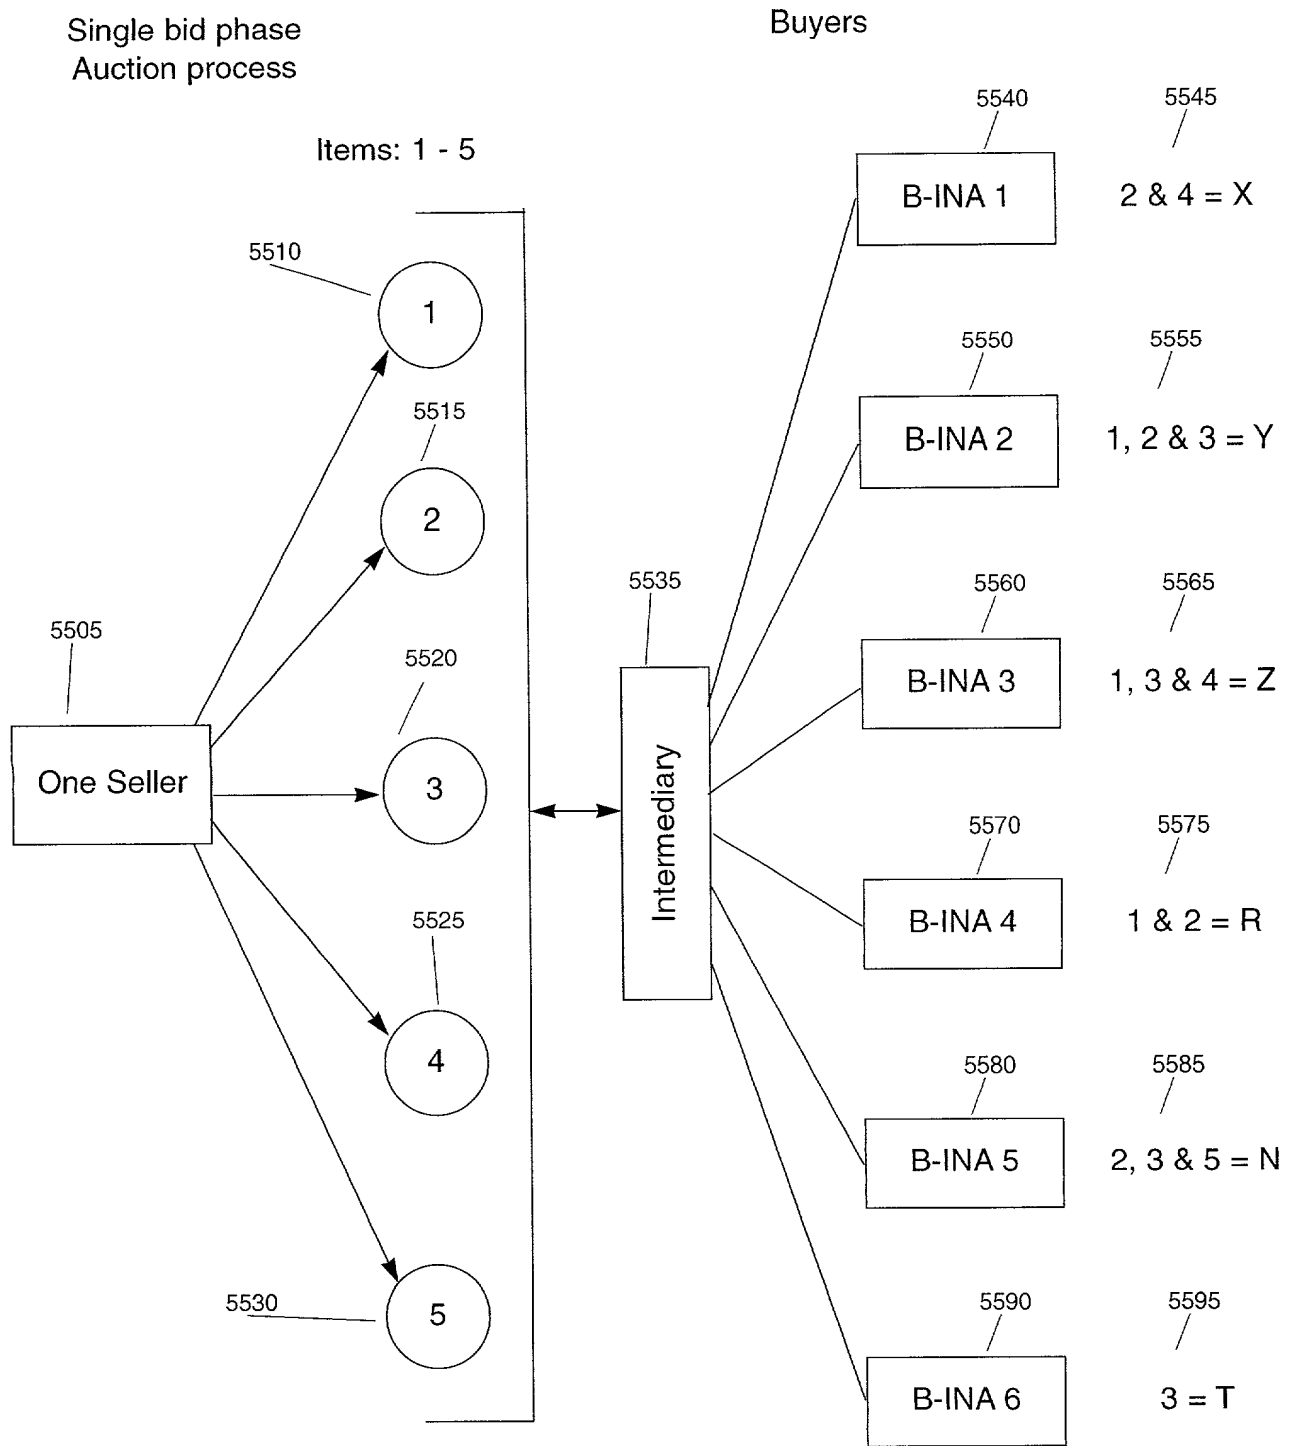 Single bid phase
Auction process
Buyers
Items: 1 - 5
5540
5545
B-INA 1
2 & 4 = X
5510
1
5550
5555
5515
B-INA 2
1, 2 & 3 = Y
2
5535
5560
5565
5505
5520
B-INA 3
1, 3 & 4 = Z
One Seller
3
Intermediary
5570
5575
5525
B-INA 4
1 & 2 = R
4
5580
5585
B-INA 5
2, 3 & 5 = N
5530
5
5590
5595
B-INA 6
3 = T